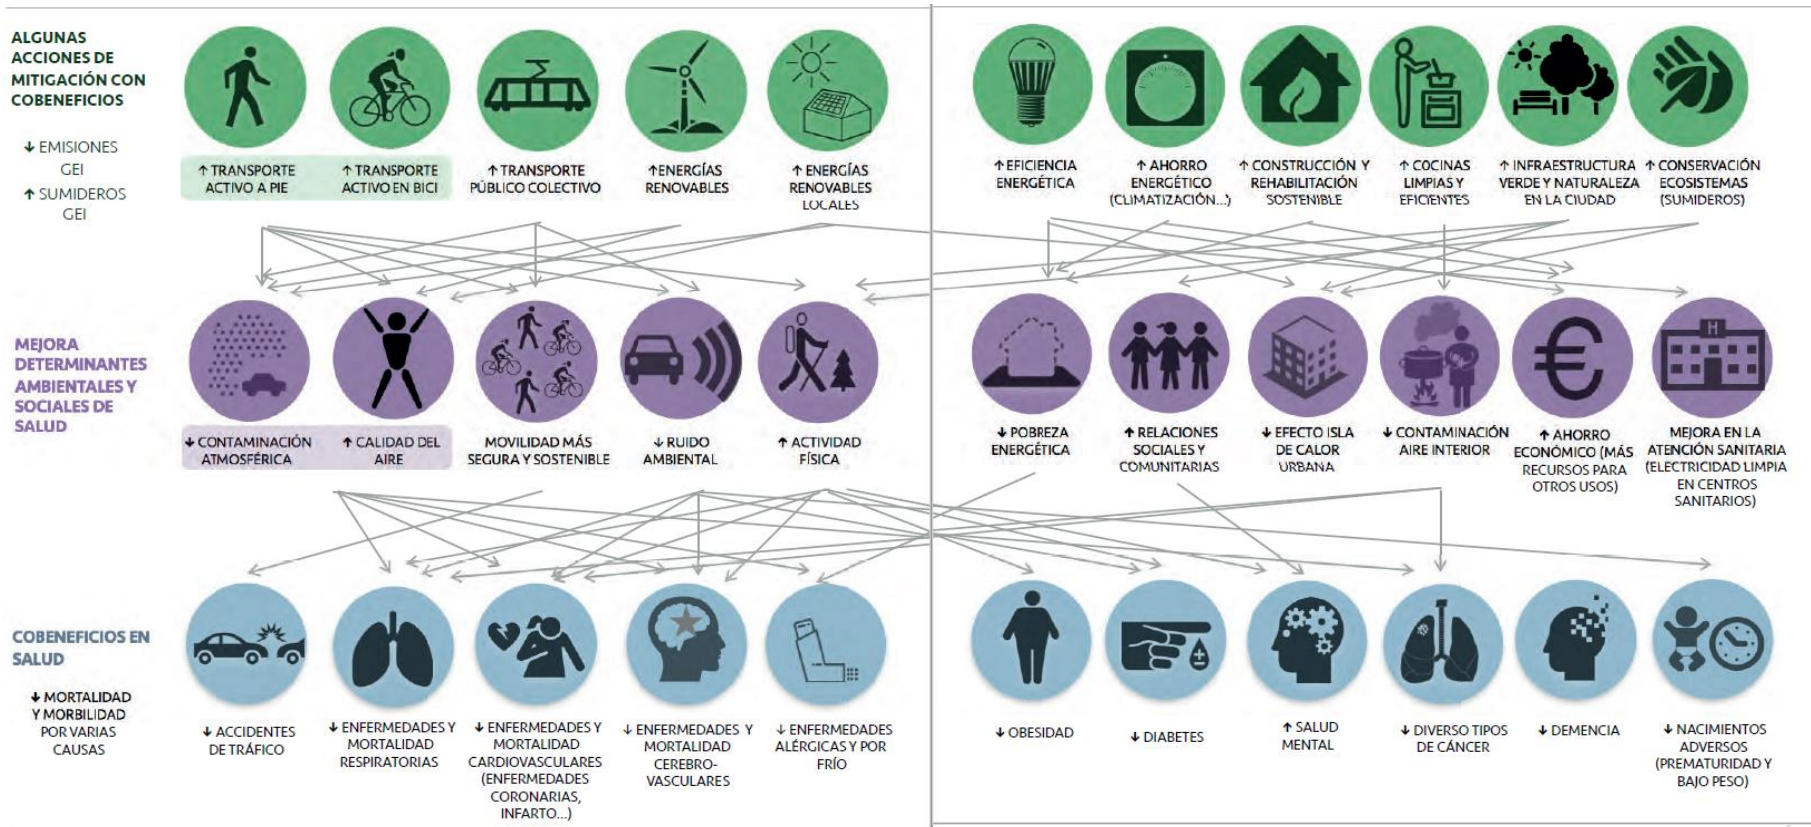 ALGUNAS
ACCIONES DE
MITIGACIÓN CON
COBENEFICIOS
↓ EMISIONES
GEI
↑ SUMIDEROS
GEI
↑ TRANSPORTE
ACTIVO A PIE
↑ TRANSPORTE
ACTIVO EN BICI
↑ TRANSPORTE
PÚBLICO COLECTIVO
↑ENERGÍAS
RENOVABLES
↑ ENERGÍAS
RENOVABLES
LOCALES
↑ EFICIENCIA
ENERGÉTICA
↑ AHORRO
ENERGÉTICO
(CLIMATIZACIÓN...)
↑ CONSTRUCCIÓN Y
REHABILITACIÓN
SOSTENIBLE
↑ COCINAS
LIMPIAS Y
EFICIENTES
↑ INFRAESTRUCTURA
VERDE Y NATURALEZA
EN LA CIUDAD
↑ CONSERVACIÓN
ECOSISTEMAS
(SUMIDEROS)
MEJORA
DETERMINANTES
AMBIENTALES Y
SOCIALES DE
SALUD
↓ CONTAMINACIÓN
ATMOSFÉRICA
↑ CALIDAD DEL
AIRE
MOVILIDAD MÁS
SEGURA Y SOSTENIBLE
↓ RUIDO
AMBIENTAL
↑ ACTIVIDAD
FÍSICA
↓ POBREZA
ENERGÉTICA
↑ RELACIONES
SOCIALES Y
COMUNITARIAS
↓ EFECTO ISLA
DE CALOR
URBANA
↓ CONTAMINACIÓN
AIRE INTERIOR
€
↑ AHORRO
ECONÓMICO (MÁS
RECURSOS PARA
OTROS USOS)
H
MEJORA EN LA
ATENCIÓN SANITARIA
(ELECTRICIDAD LIMPIA
EN CENTROS
SANITARIOS)
COBENEFICIOS EN
SALUD
↓ MORTALIDAD
Y MORBILIDAD
POR VARIAS
CAUSAS
↓ ACCIDENTES
DE TRÁFICO
↓ ENFERMEDADES Y
MORTALIDAD
RESPIRATORIAS
↓ ENFERMEDADES Y
MORTALIDAD
CARDIOVASCULARES
(ENFERMEDADES
CORONARIAS,
INFARTO...)
↓ ENFERMEDADES Y
MORTALIDAD
CEREBRO-
VASCULARES
↓ ENFERMEDADES
ALÉRGICAS Y POR
FRÍO
↓ OBESIDAD
↓ DIABETES
↑ SALUD
MENTAL
↓ DIVERSO TIPOS
DE CÁNCER
↓ DEMENCIA
↓ NACIMIENTOS
ADVERSOS
(PREMATURIDAD Y
BAJO PESO)